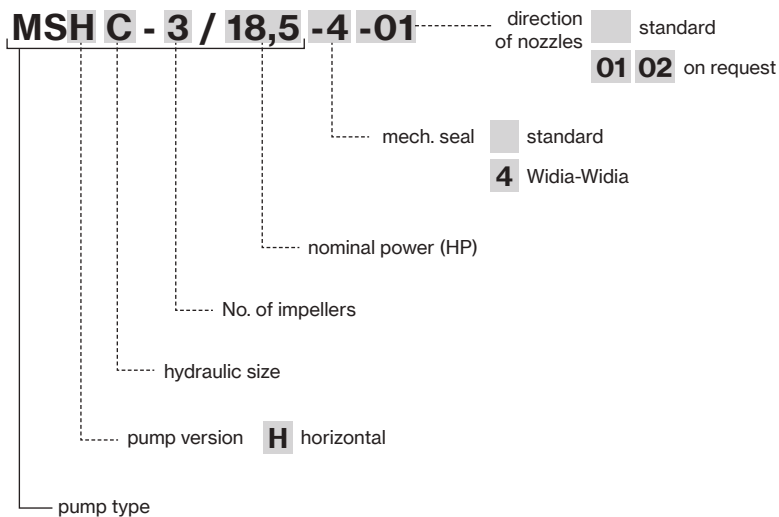 MSH C - 3 / 18,5 -4 -01
direction of nozzles
standard
01 02 on request
mech. seal
standard
4 Widia-Widia
nominal power (HP)
No. of impellers
hydraulic size
pump version H horizontal
pump type